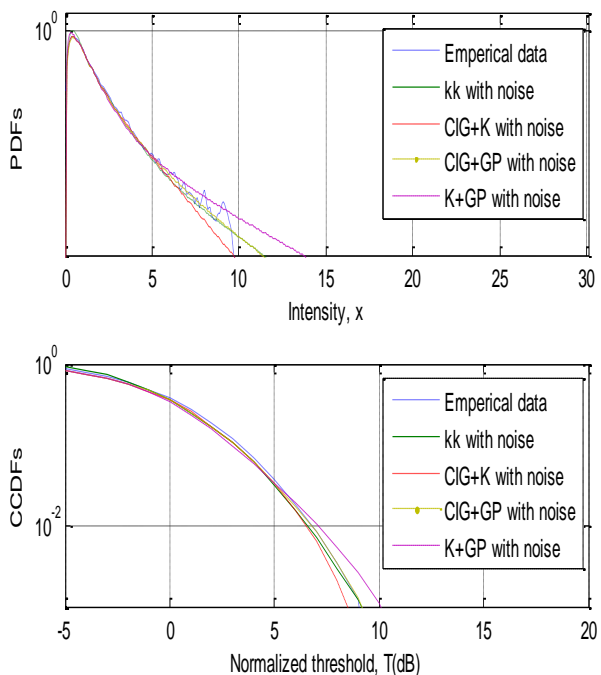 10^0
PDFs
Emperical data
kk with noise
CIG+K with noise
CIG+GP with noise
K+GP with noise
0 5 10 15 20 25 30
Intensity, x
10^0
10^-2
CCDFs
Emperical data
kk with noise
CIG+K with noise
CIG+GP with noise
K+GP with noise
-5 0 5 10 15 20
Normalized threshold, T(dB)